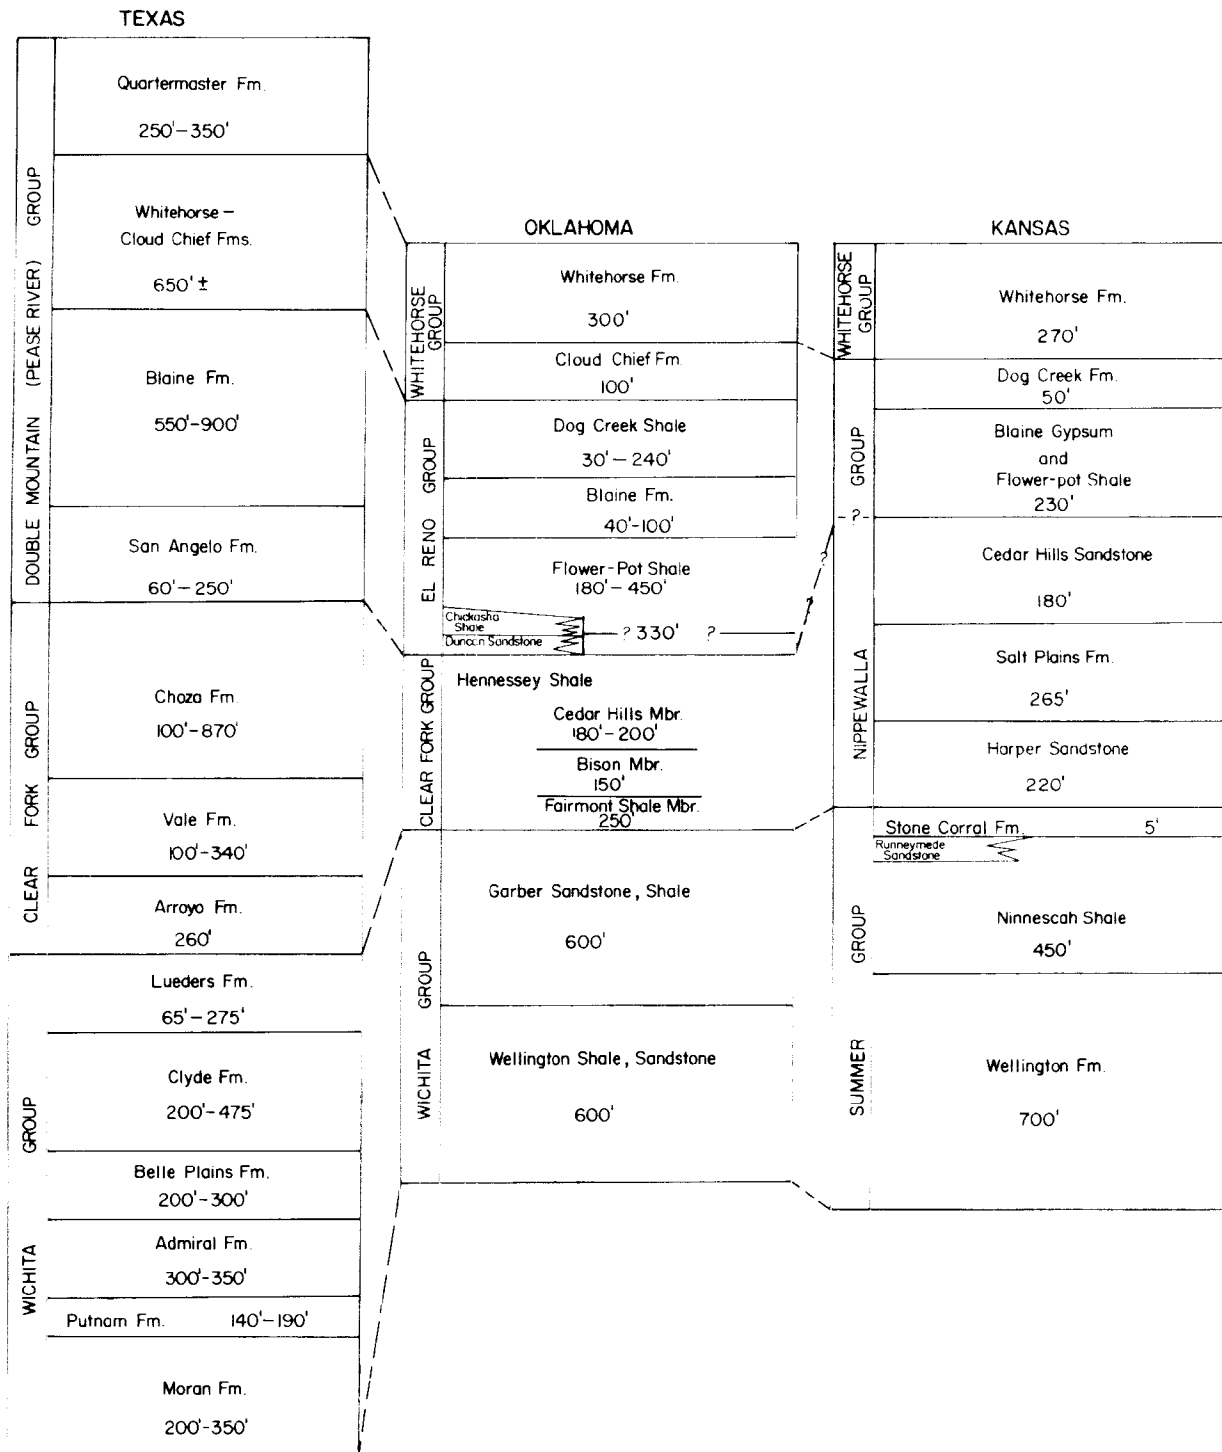 TEXAS
DOUBLE MOUNTAIN (PEASE RIVER) GROUP
Quartermaster Fm.
250'-350'
Whitehorse -
Cloud Chief Fms.
650' ±
Blaine Fm.
550'-900'
San Angelo Fm.
60'-250'
CLEAR FORK GROUP
Choza Fm.
100'-870'
Vale Fm.
100'-340'
Arroyo Fm.
260'
WICHITA GROUP
Lueders Fm.
65'-275'
Clyde Fm.
200'-475'
Belle Plains Fm.
200'-300'
Admiral Fm.
300'-350'
Putnam Fm. 140'-190'
Moran Fm.
200'-350'
OKLAHOMA
WHITEHORSE
GROUP
Whitehorse Fm.
300'
Cloud Chief Fm.
100'
EL RENO GROUP
Dog Creek Shale
30'-240'
Blaine Fm.
40'-100'
Flower-Pot Shale
180'-450'
Chickasha
Shale
Duncan Sandstone
? 330' ?
CLEAR FORK GROUP
Hennessey Shale
Cedar Hills Mbr.
180'-200'
Bison Mbr.
150'
Fairmont Shale Mbr.
250'
WICHITA GROUP
Garber Sandstone, Shale
600'
Wellington Shale, Sandstone
600'
?
?
KANSAS
WHITEHORSE
GROUP
Whitehorse Fm.
270'
NIPPEWALLA -?- GROUP
Dog Creek Fm.
50'
Blaine Gypsum
and
Flower-pot Shale
230'
Cedar Hills Sandstone
180'
Salt Plains Fm.
265'
Harper Sandstone
220'
SUMMER GROUP
Stone Corral Fm. 5'
Runneymede
Sandstone
Ninnescah Shale
450'
Wellington Fm.
700'